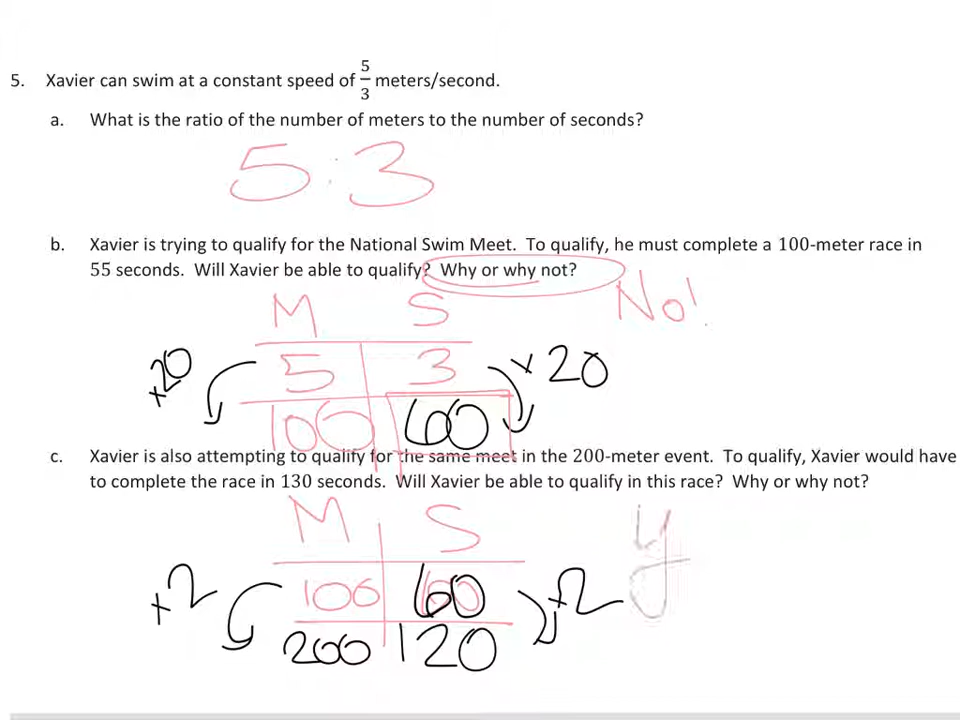 5. Xavier can swim at a constant speed of 5/3 meters/second.
a. What is the ratio of the number of meters to the number of seconds?
5:3
b. Xavier is trying to qualify for the National Swim Meet. To qualify, he must complete a 100-meter race in
55 seconds. Will Xavier be able to qualify? Why or why not?
M S No!
×20 5 3 ×20
100 60
c. Xavier is also attempting to qualify for the same meet in the 200-meter event. To qualify, Xavier would have
to complete the race in 130 seconds. Will Xavier be able to qualify in this race? Why or why not?
M S y
×2 100 60 ×2
200 120